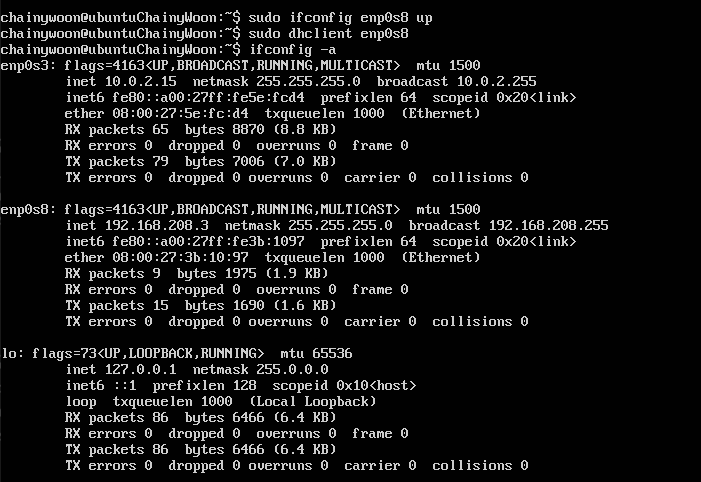 chainywoon@ubuntuChainyWoon:~$ sudo ifconfig enp0s8 up
chainywoon@ubuntuChainyWoon:~$ sudo dhclient enp0s8
chainywoon@ubuntuChainyWoon:~$ ifconfig -a
enp0s3: flags=4163<UP,BROADCAST,RUNNING,MULTICAST>  mtu 1500
        inet 10.0.2.15  netmask 255.255.255.0  broadcast 10.0.2.255
        inet6 fe80::a00:27ff:fe5e:fcd4  prefixlen 64  scopeid 0x20<link>
        ether 08:00:27:5e:fc:d4  txqueuelen 1000  (Ethernet)
        RX packets 65  bytes 8870 (8.8 KB)
        RX errors 0  dropped 0  overruns 0  frame 0
        TX packets 79  bytes 7006 (7.0 KB)
        TX errors 0  dropped 0 overruns 0  carrier 0  collisions 0

enp0s8: flags=4163<UP,BROADCAST,RUNNING,MULTICAST>  mtu 1500
        inet 192.168.208.3  netmask 255.255.255.0  broadcast 192.168.208.255
        inet6 fe80::a00:27ff:fe3b:1097  prefixlen 64  scopeid 0x20<link>
        ether 08:00:27:3b:10:97  txqueuelen 1000  (Ethernet)
        RX packets 9  bytes 1975 (1.9 KB)
        RX errors 0  dropped 0  overruns 0  frame 0
        TX packets 15  bytes 1690 (1.6 KB)
        TX errors 0  dropped 0 overruns 0  carrier 0  collisions 0

lo: flags=73<UP,LOOPBACK,RUNNING>  mtu 65536
        inet 127.0.0.1  netmask 255.0.0.0
        inet6 ::1  prefixlen 128  scopeid 0x10<host>
        loop  txqueuelen 1000  (Local Loopback)
        RX packets 86  bytes 6466 (6.4 KB)
        RX errors 0  dropped 0  overruns 0  frame 0
        TX packets 86  bytes 6466 (6.4 KB)
        TX errors 0  dropped 0 overruns 0  carrier 0  collisions 0